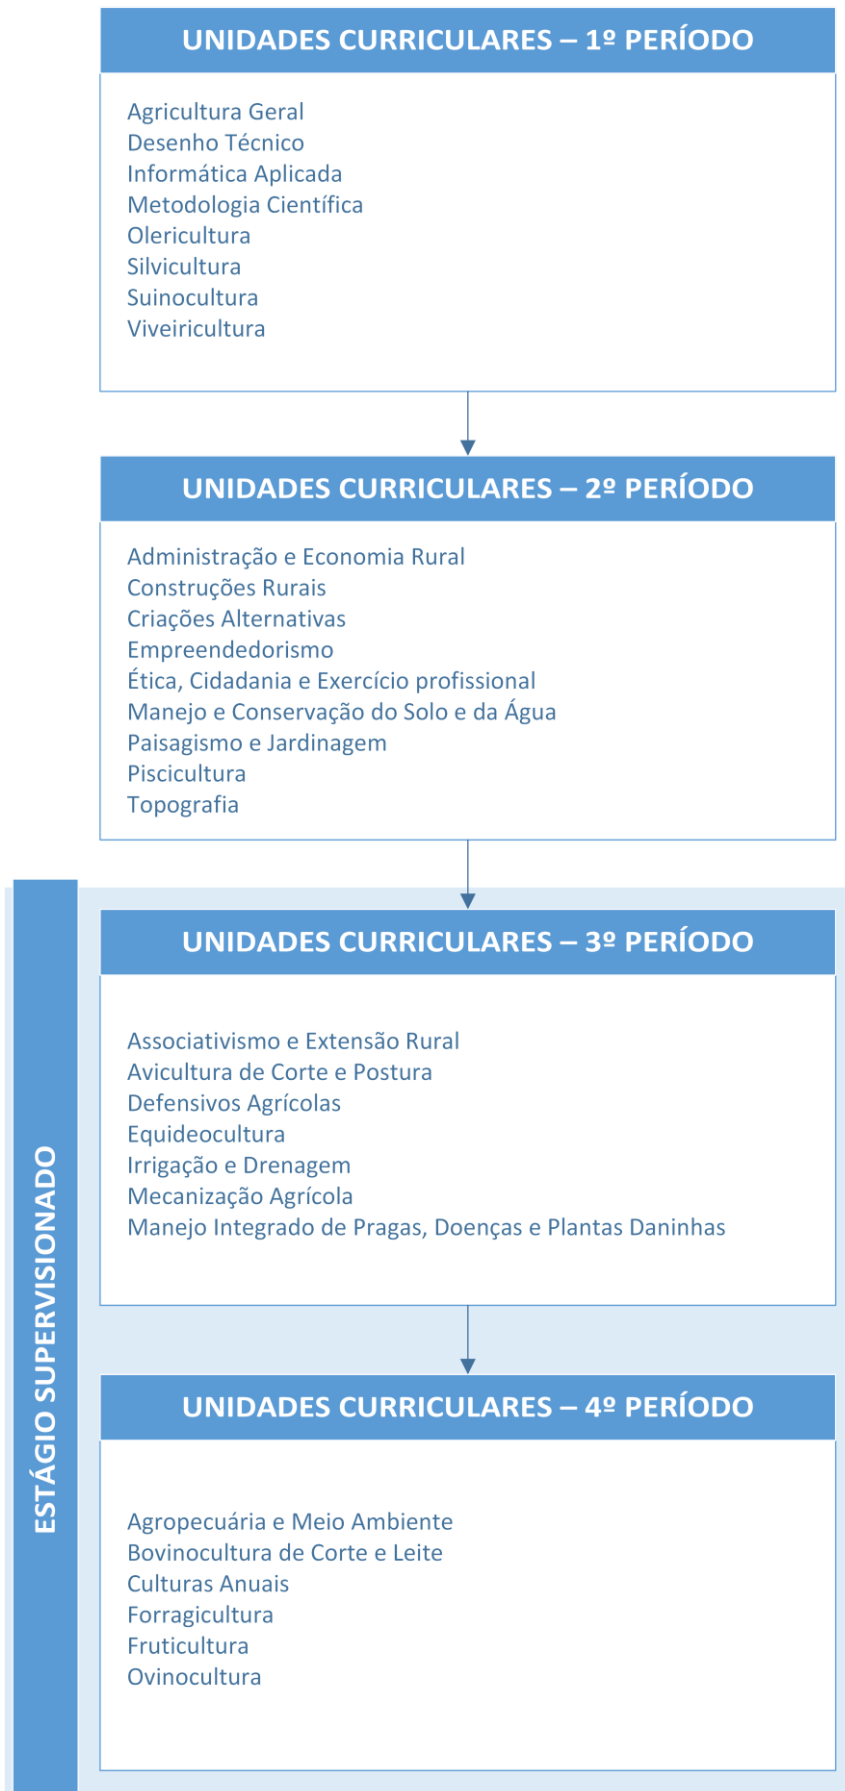 UNIDADES CURRICULARES – 1º PERÍODO
Agricultura Geral
Desenho Técnico
Informática Aplicada
Metodologia Científica
Olericultura
Silvicultura
Suinocultura
Viveiricultura
UNIDADES CURRICULARES – 2º PERÍODO
Administração e Economia Rural
Construções Rurais
Criações Alternativas
Empreendedorismo
Ética, Cidadania e Exercício profissional
Manejo e Conservação do Solo e da Água
Paisagismo e Jardinagem
Piscicultura
Topografia
ESTÁGIO SUPERVISIONADO
UNIDADES CURRICULARES – 3º PERÍODO
Associativismo e Extensão Rural
Avicultura de Corte e Postura
Defensivos Agrícolas
Equideocultura
Irrigação e Drenagem
Mecanização Agrícola
Manejo Integrado de Pragas, Doenças e Plantas Daninhas
UNIDADES CURRICULARES – 4º PERÍODO
Agropecuária e Meio Ambiente
Bovinocultura de Corte e Leite
Culturas Anuais
Forragicultura
Fruticultura
Ovinocultura